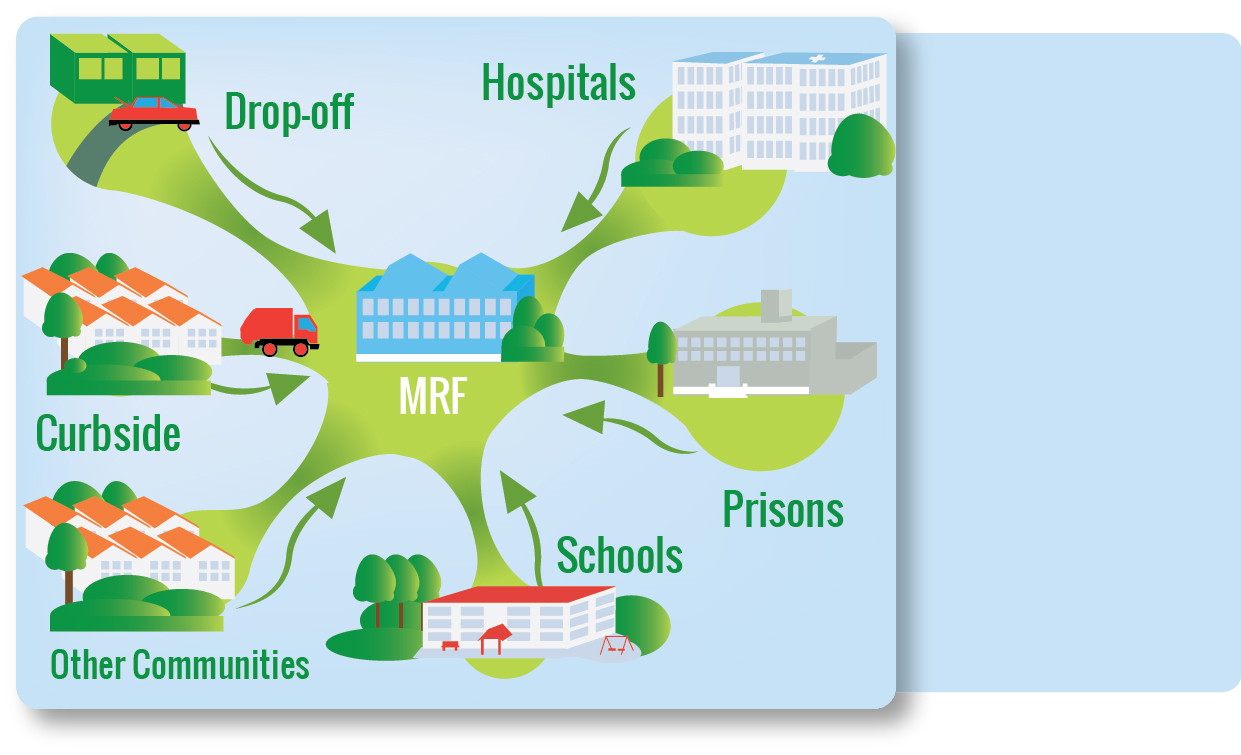 Drop-off
Hospitals
MRF
Curbside
Prisons
Schools
Other Communities